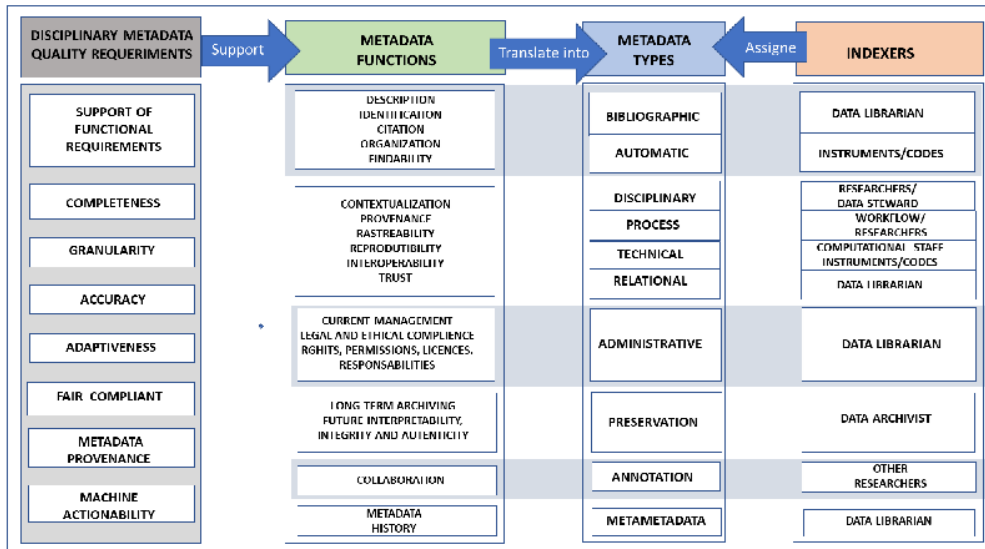 DISCIPLINARY METADATA
QUALITY REQUERIMENTS
Support
METADATA
FUNCTIONS
Translate into
METADATA
TYPES
Assigne
INDEXERS
SUPPORT OF
FUNCTIONAL
REQUIREMENTS
COMPLETENESS
GRANULARITY
ACCURACY
ADAPTIVENESS
FAIR COMPLIANT
METADATA
PROVENANCE
MACHINE
ACTIONABILITY
DESCRIPTION
IDENTIFICATION
CITATION
ORGANIZATION
FINDABILITY
CONTEXTUALIZATION
PROVENANCE
RASTREABILITY
REPRODUTIBILITY
INTEROPERABILITY
TRUST
CURRENT MANAGEMENT
LEGAL AND ETHICAL COMPLIENCE
RGHITS, PERMISSIONS, LICENCES.
RESPONSABILITIES
LONG TERM ARCHIVING
FUTURE INTERPRETABILITY,
INTEGRITY AND AUTENTICITY
COLLABORATION
METADATA
HISTORY
BIBLIOGRAPHIC
AUTOMATIC
DISCIPLINARY
PROCESS
TECHNICAL
RELATIONAL
ADMINISTRATIVE
PRESERVATION
ANNOTATION
METAMETADATA
DATA LIBRARIAN
INSTRUMENTS/CODES
RESEARCHERS/
DATA STEWARD
WORKFLOW/
RESEARCHERS
COMPUTATIONAL STAFF
INSTRUMENTS/CODES
DATA LIBRARIAN
DATA LIBRARIAN
DATA ARCHIVIST
OTHER
RESEARCHERS
DATA LIBRARIAN